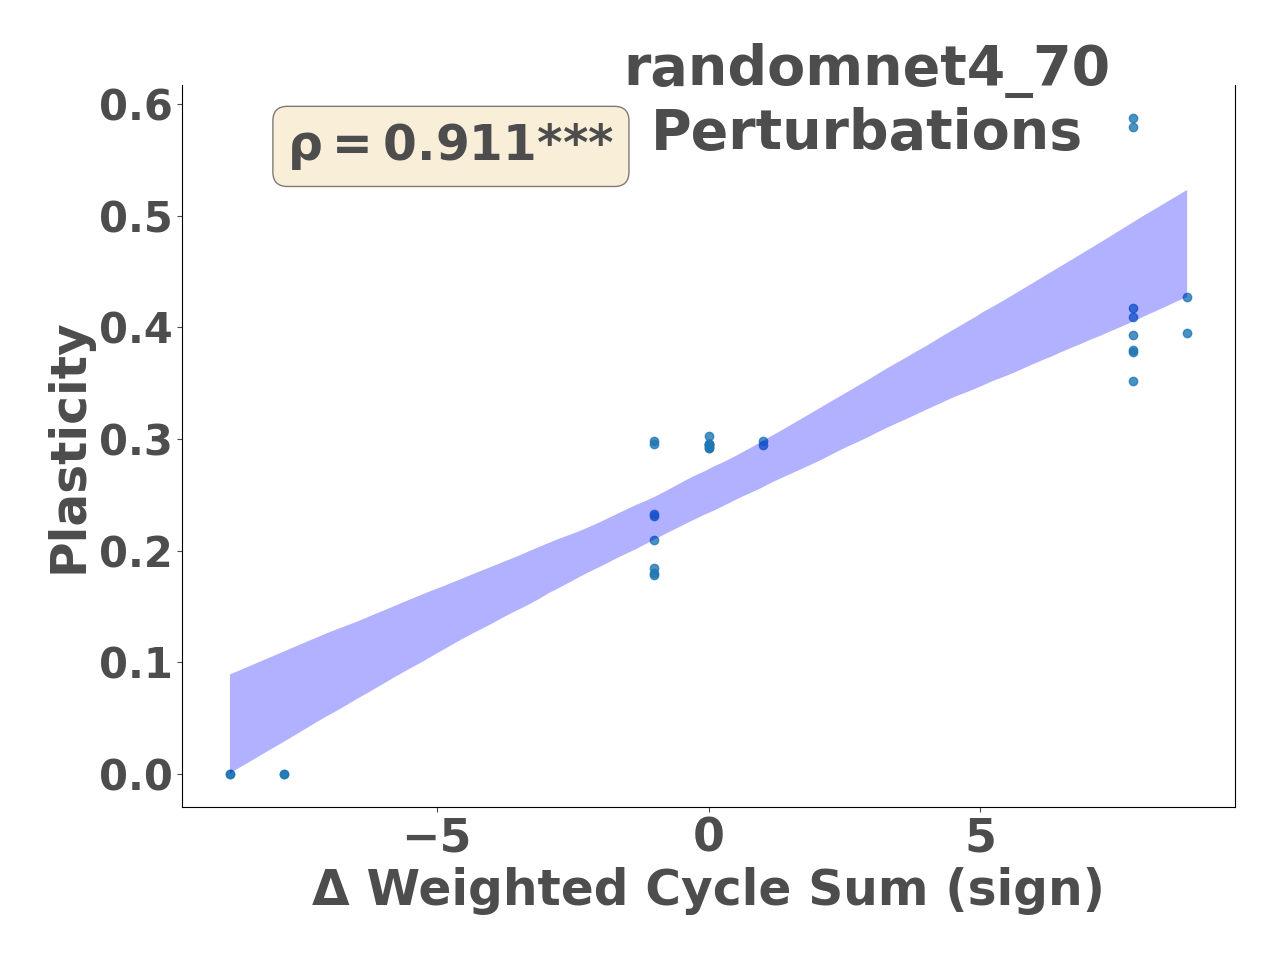 randomnet4_70
Perturbations
ρ = 0.911***
0.6
0.5
0.4
0.3
0.2
0.1
0.0
Plasticity
−5 0 5
Δ Weighted Cycle Sum (sign)